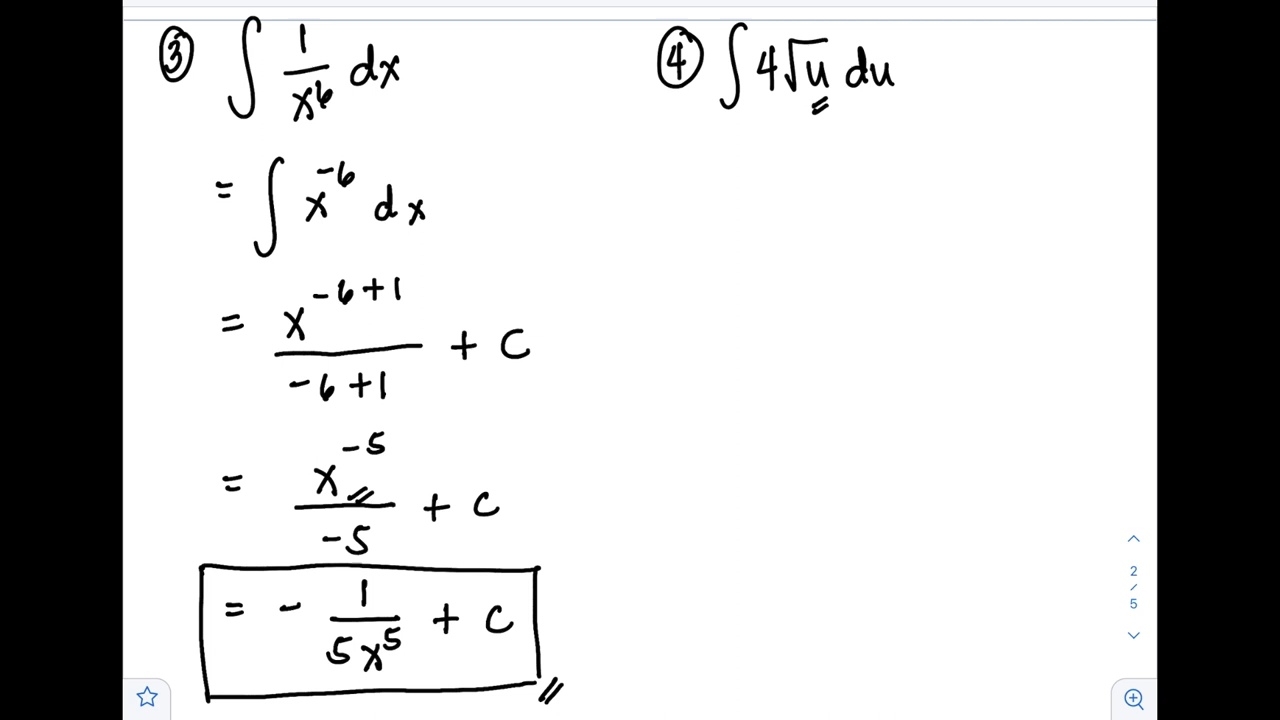 ③ ∫ 1/x⁶ dx
= ∫ x⁻⁶ dx
= x⁻⁶⁺¹/-6+1 + C
= x⁻⁵/-5 + C
= - 1/5x⁵ + C
④ ∫ 4√u du
2
/
5